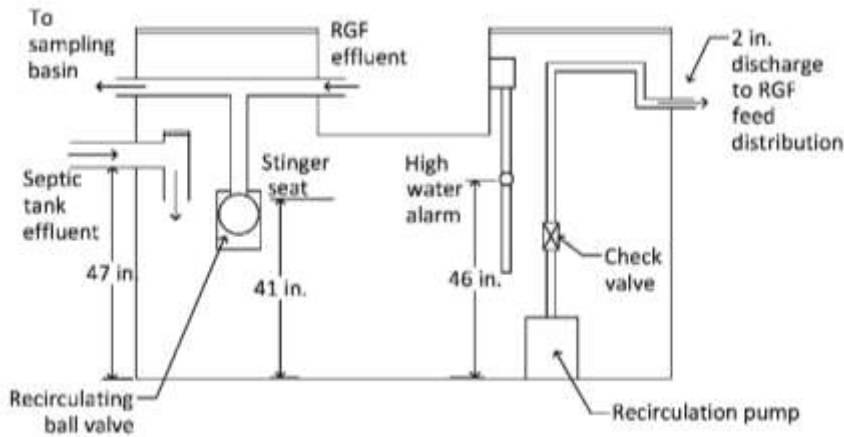 To
sampling
basin
RGF
effluent
2 in.
discharge
to RGF
feed
distribution
Septic
tank
effluent
Stinger
seat
High
water
alarm
47 in.
41 in.
46 in.
Check
valve
Recirculating
ball valve
Recirculation pump